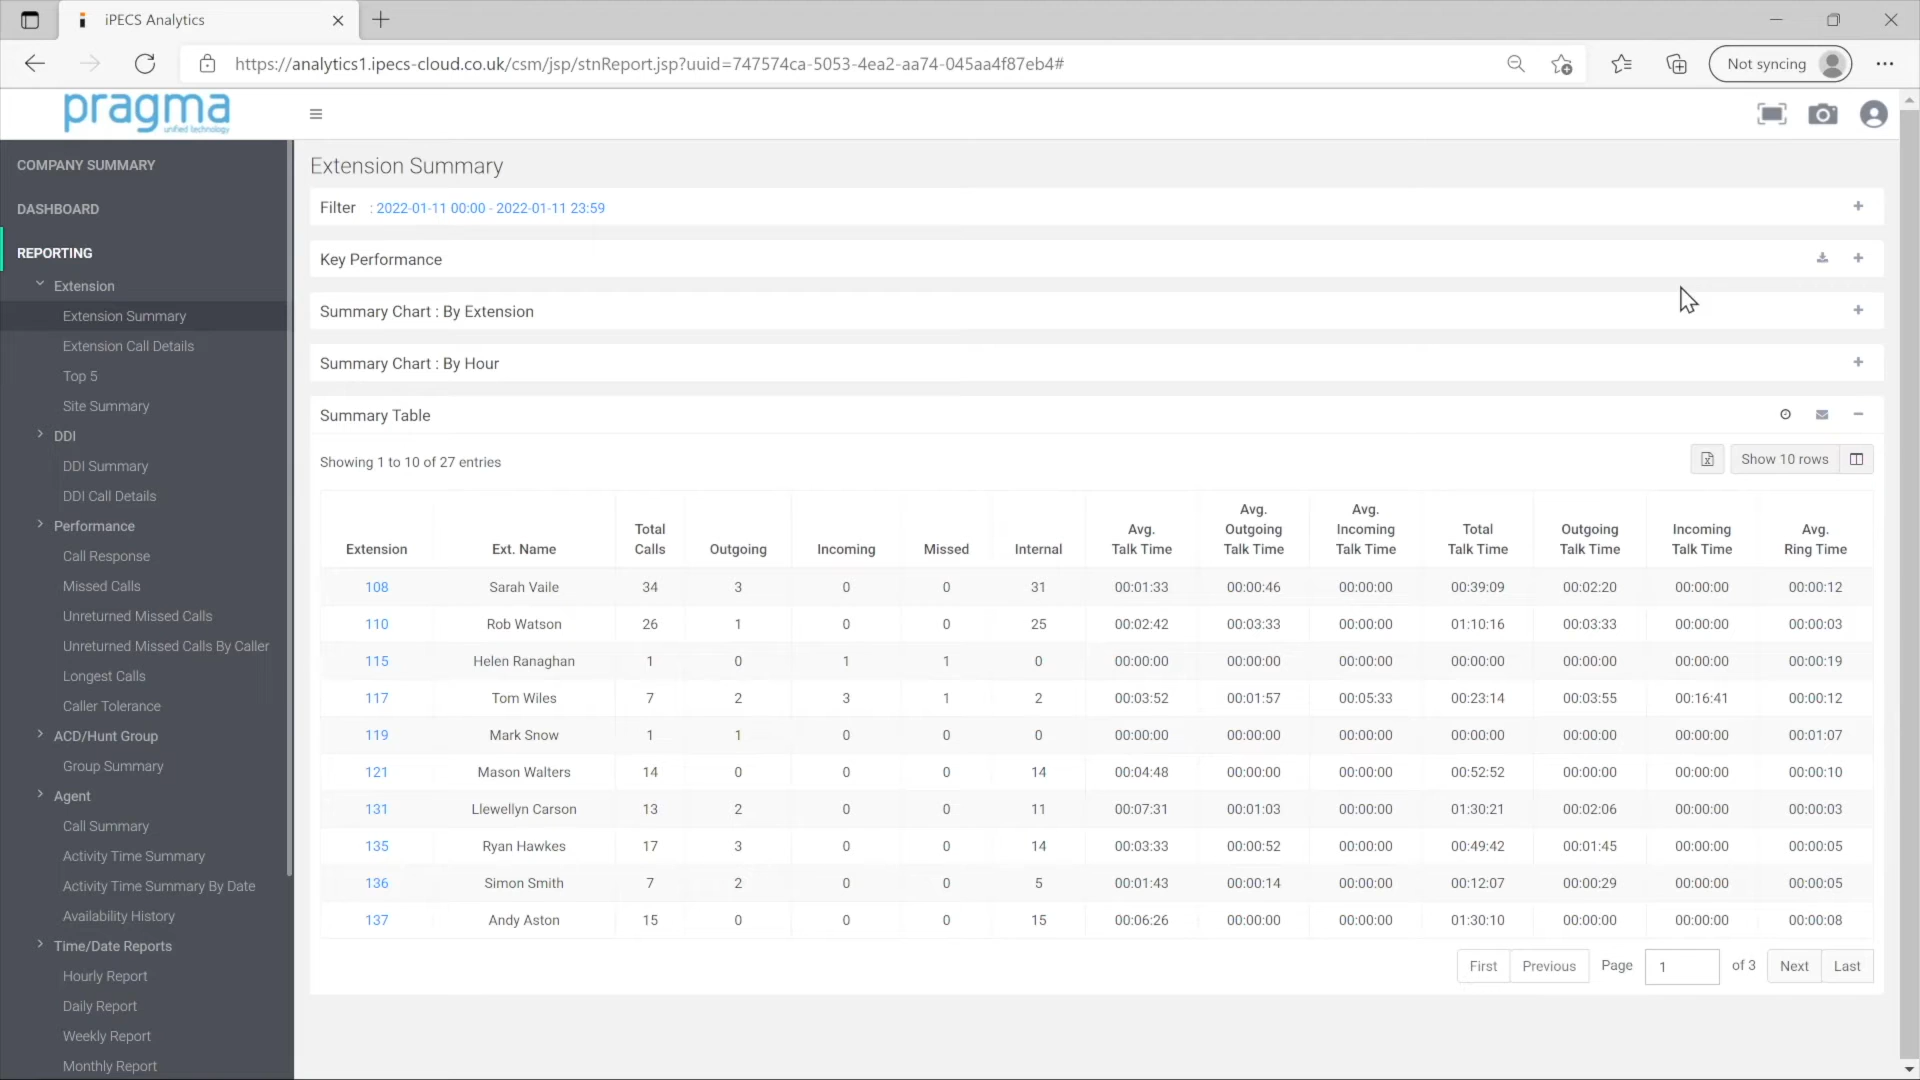 iPECS Analytics
https://analytics1.ipecs-cloud.co.uk/csm/jsp/stnReport.jsp?uuid=747574ca-5053-4ea2-aa74-045aa4f87eb4#
Not syncing
pragma
unified technology
COMPANY SUMMARY
DASHBOARD
REPORTING
Extension
Extension Summary
Extension Call Details
Top 5
Site Summary
DDI
DDI Summary
DDI Call Details
Performance
Call Response
Missed Calls
Unreturned Missed Calls
Unreturned Missed Calls By Caller
Longest Calls
Caller Tolerance
ACD/Hunt Group
Group Summary
Agent
Call Summary
Activity Time Summary
Activity Time Summary By Date
Availability History
Time/Date Reports
Hourly Report
Daily Report
Weekly Report
Monthly Report
Extension Summary
Filter : 2022-01-11 00:00 - 2022-01-11 23:59
Key Performance
Summary Chart : By Extension
Summary Chart : By Hour
Summary Table
Showing 1 to 10 of 27 entries
Show 10 rows
Extension Ext. Name Total Calls Outgoing Incoming Missed Internal Avg. Talk Time Avg. Outgoing Talk Time Avg. Incoming Talk Time Total Talk Time Outgoing Talk Time Incoming Talk Time Avg. Ring Time
108 Sarah Vaile 34 3 0 0 31 00:01:33 00:00:46 00:00:00 00:39:09 00:02:20 00:00:00 00:00:12
110 Rob Watson 26 1 0 0 25 00:02:42 00:03:33 00:00:00 01:10:16 00:03:33 00:00:00 00:00:03
115 Helen Ranaghan 1 0 1 1 0 00:00:00 00:00:00 00:00:00 00:00:00 00:00:00 00:00:00 00:00:19
117 Tom Wiles 7 2 3 1 2 00:03:52 00:01:57 00:05:33 00:23:14 00:03:55 00:16:41 00:00:12
119 Mark Snow 1 1 0 0 0 00:00:00 00:00:00 00:00:00 00:00:00 00:00:00 00:00:00 00:01:07
121 Mason Walters 14 0 0 0 14 00:04:48 00:00:00 00:00:00 00:52:52 00:00:00 00:00:00 00:00:10
131 Llewellyn Carson 13 2 0 0 11 00:07:31 00:01:03 00:00:00 01:30:21 00:02:06 00:00:00 00:00:03
135 Ryan Hawkes 17 3 0 0 14 00:03:33 00:00:52 00:00:00 00:49:42 00:01:45 00:00:00 00:00:05
136 Simon Smith 7 2 0 0 5 00:01:43 00:00:14 00:00:00 00:12:07 00:00:29 00:00:00 00:00:05
137 Andy Aston 15 0 0 0 15 00:06:26 00:00:00 00:00:00 01:30:10 00:00:00 00:00:00 00:00:08
First Previous Page 1 of 3 Next Last